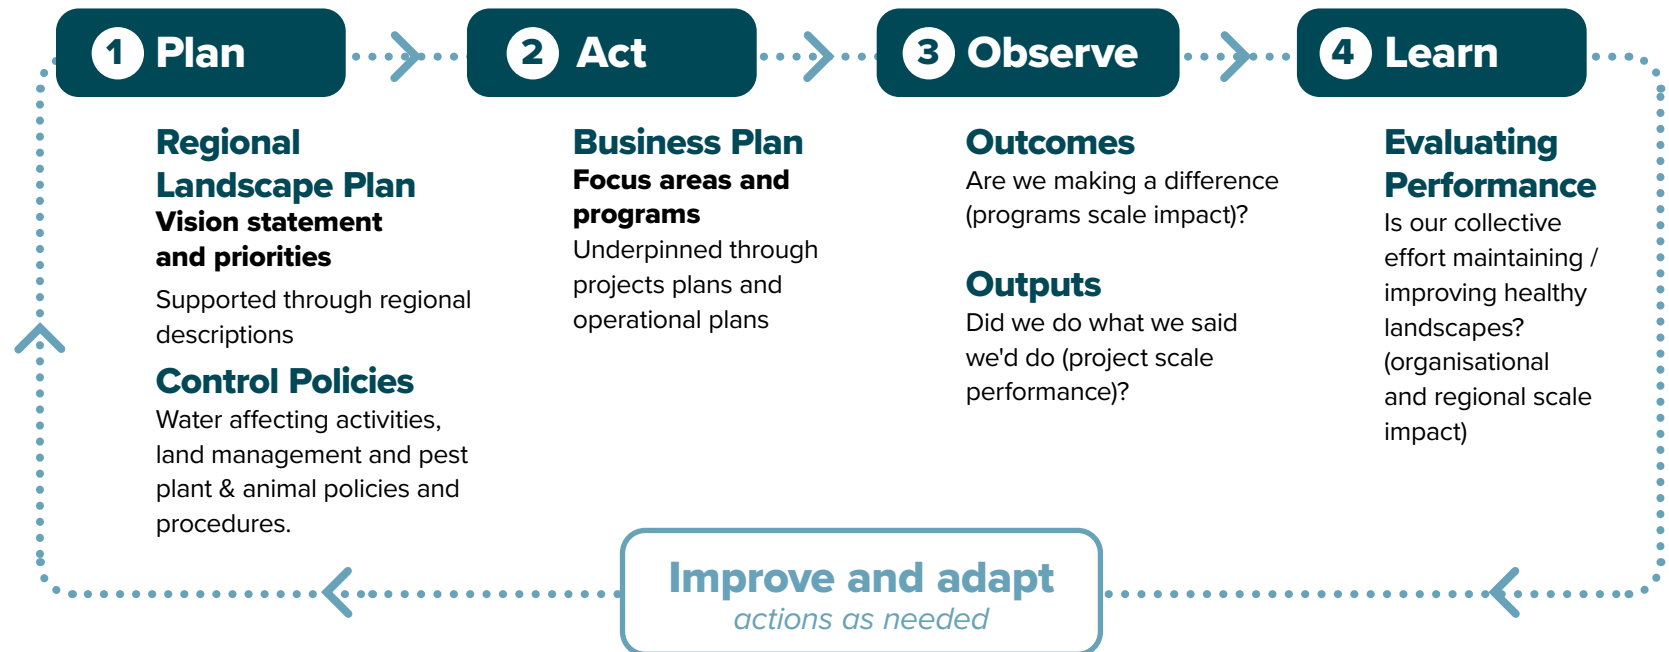 1 Plan
Regional
Landscape Plan
Vision statement
and priorities
Supported through regional
descriptions
Control Policies
Water affecting activities,
land management and pest
plant & animal policies and
procedures.
2 Act
Business Plan
Focus areas and
programs
Underpinned through
projects plans and
operational plans
3 Observe
Outcomes
Are we making a difference
(programs scale impact)?
Outputs
Did we do what we said
we'd do (project scale
performance)?
4 Learn
Evaluating
Performance
Is our collective
effort maintaining /
improving healthy
landscapes?
(organisational
and regional scale
impact)
Improve and adapt
actions as needed